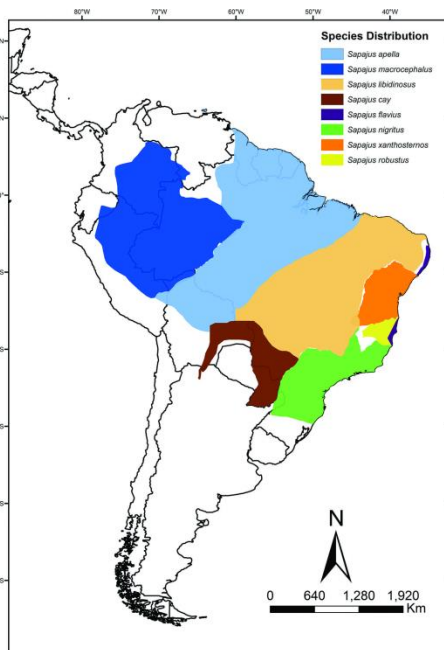 80°W 70°W 60°W 50°W 40°W
Species Distribution
Sapajus apella
Sapajus macrocephalus
Sapajus libidinosus
Sapajus cay
Sapajus flavius
Sapajus nigritus
Sapajus xanthosternos
Sapajus robustus
N
0 640 1,280 1,920
Km